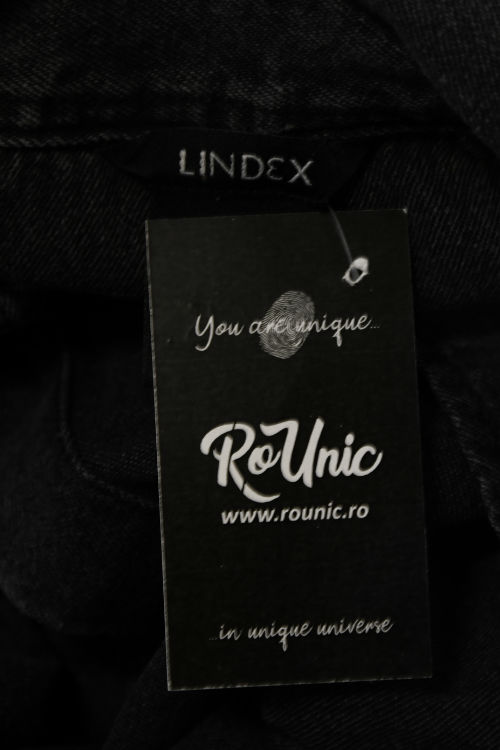 LINDEX
You are unique...
RoUnic
www.rounic.ro
...in unique universe